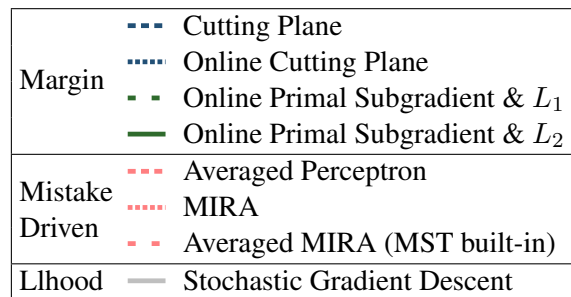 Cutting Plane
Online Cutting Plane
Margin
Online Primal Subgradient & L₁
Online Primal Subgradient & L₂
Averaged Perceptron
Mistake
MIRA
Driven
Averaged MIRA (MST built-in)
Llhood Stochastic Gradient Descent